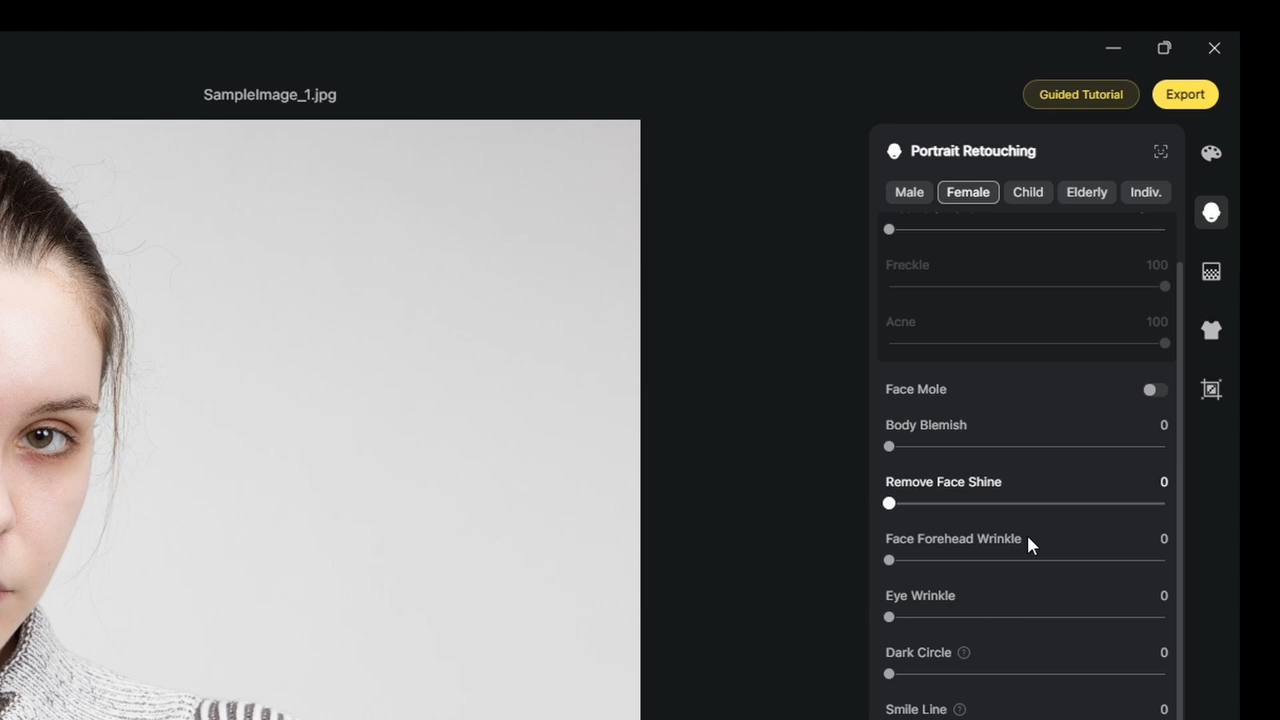 SampleImage_1.jpg
Guided Tutorial
Export
Portrait Retouching
Male Female Child Elderly Indiv.
Freckle 100
Acne 100
Face Mole
Body Blemish 0
Remove Face Shine 0
Face Forehead Wrinkle 0
Eye Wrinkle 0
Dark Circle ? 0
Smile Line ? 0